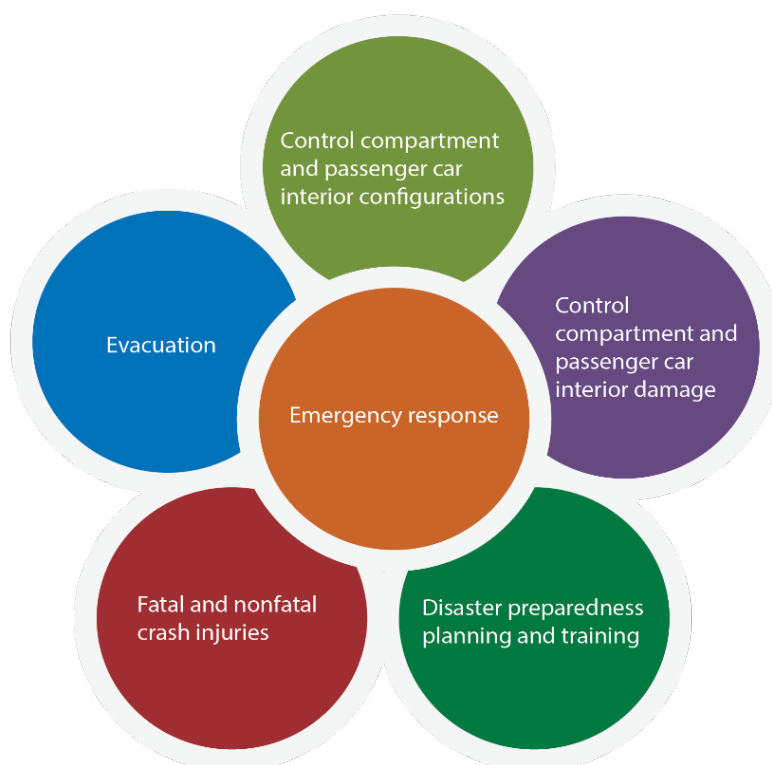 Control compartment
and passenger car
interior configurations
Control
compartment and
passenger car
interior damage
Evacuation
Emergency response
Fatal and nonfatal
crash injuries
Disaster preparedness
planning and training